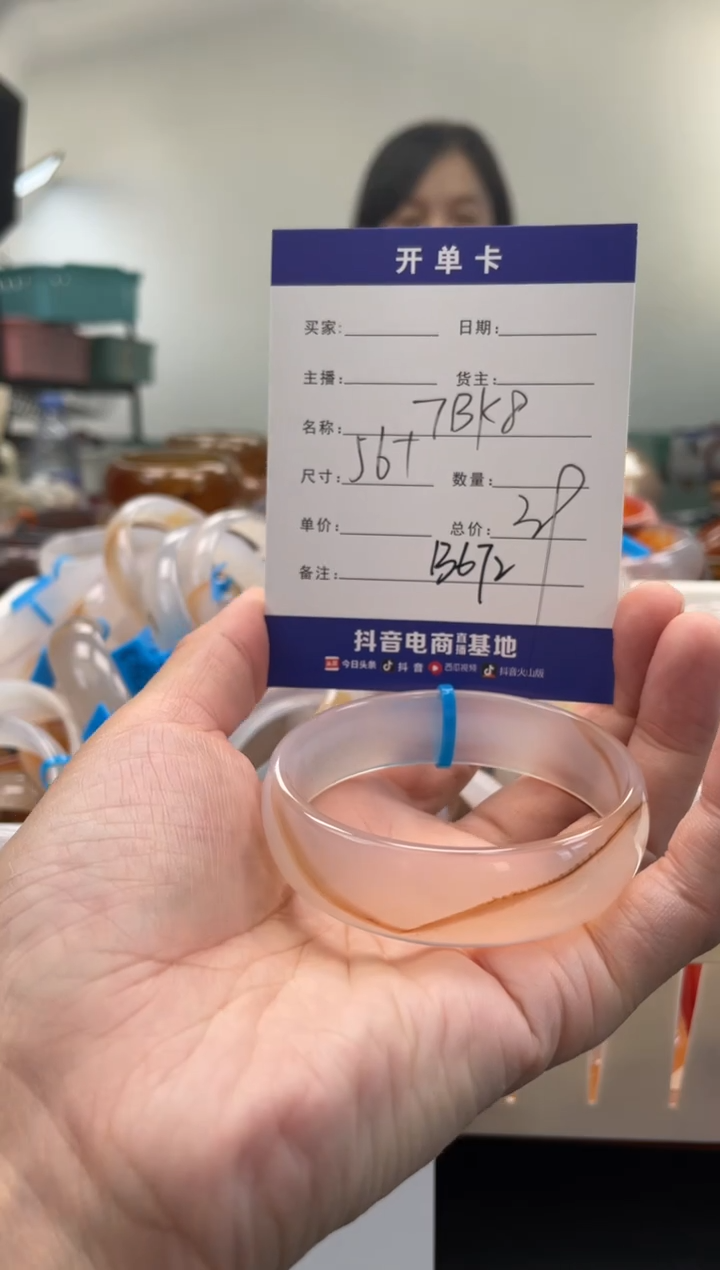 开单卡
买家: 日期:
主播: 货主:
名称: 7BK8
尺寸: 56+ 数量:
单价: 总价:
备注: B672
抖音电商直播基地
今日头条 抖音 西瓜视频 抖音火山版